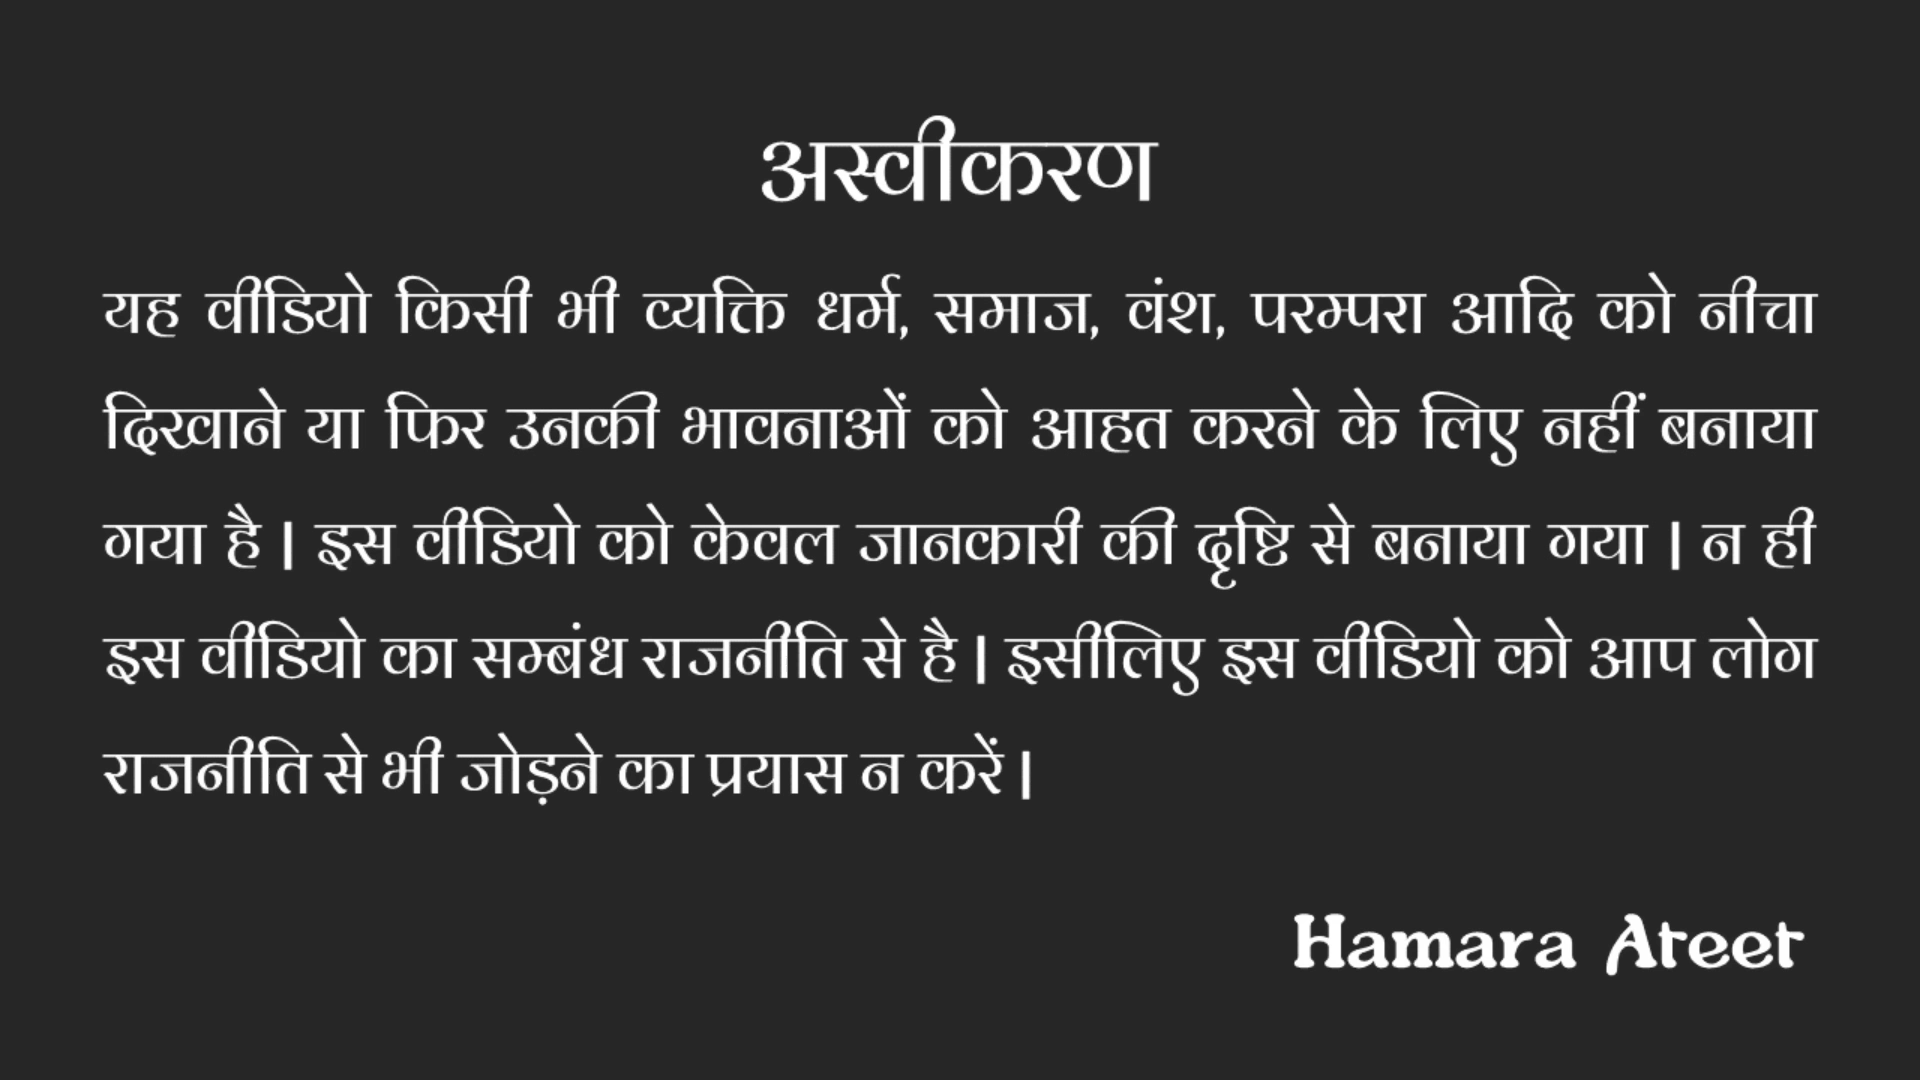 अस्वीकरण
यह वीडियो किसी भी व्यक्ति धर्म, समाज, वंश, परम्परा आदि को नीचा
दिखाने या फिर उनकी भावनाओं को आहत करने के लिए नहीं बनाया
गया है | इस वीडियो को केवल जानकारी की दृष्टि से बनाया गया | न ही
इस वीडियो का सम्बंध राजनीति से है | इसीलिए इस वीडियो को आप लोग
राजनीति से भी जोड़ने का प्रयास न करें |
Hamara Ateet